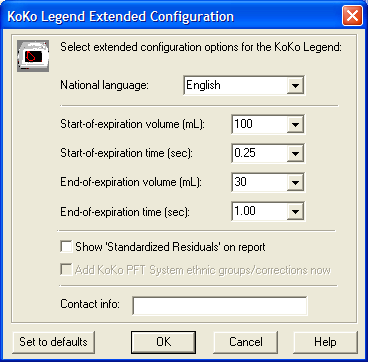 KoKo Legend Extended Configuration
Select extended configuration options for the KoKo Legend:
National language: English
Start-of-expiration volume (mL): 100
Start-of-expiration time (sec): 0.25
End-of-expiration volume (mL): 30
End-of-expiration time (sec): 1.00
Show 'Standardized Residuals' on report
Add KoKo PFT System ethnic groups/corrections now
Contact info:
Set to defaults OK Cancel Help